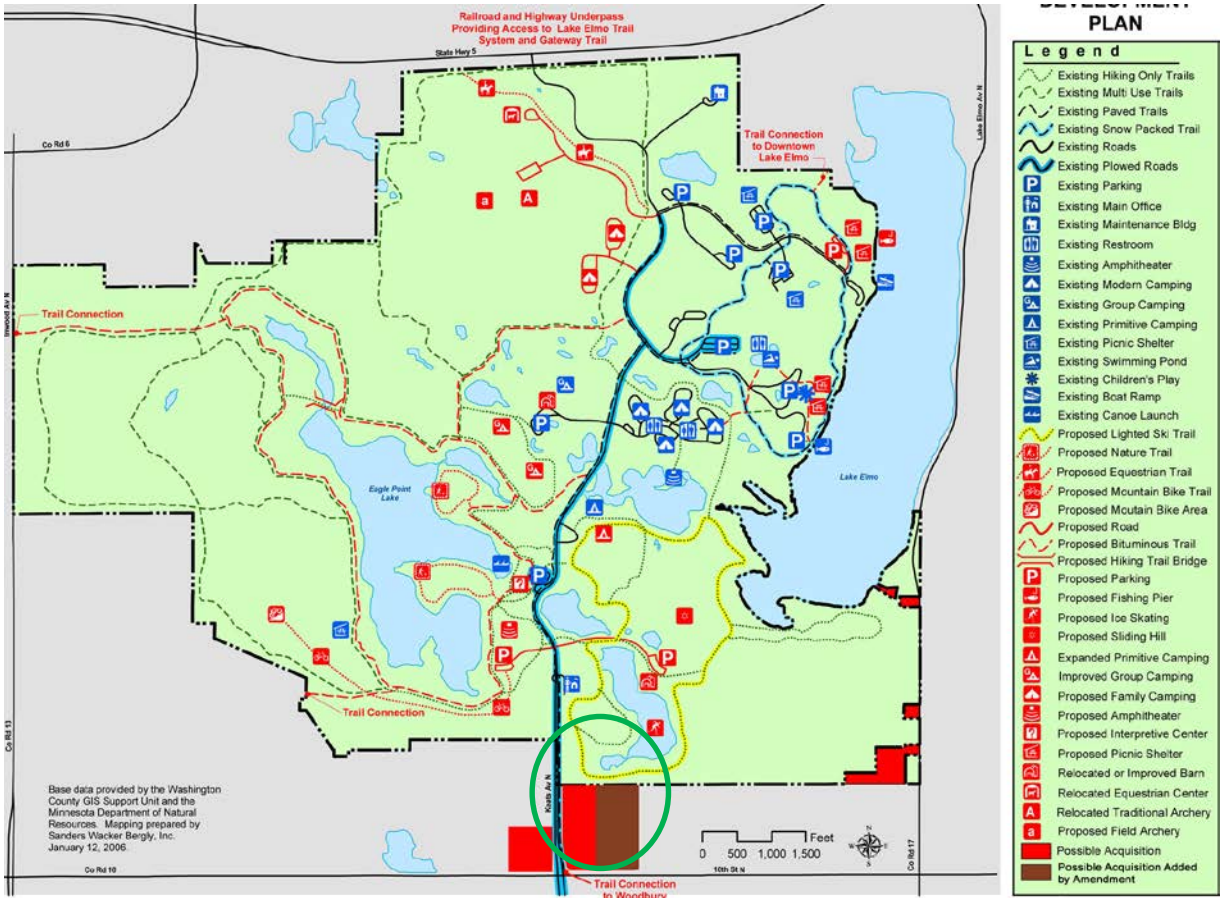 Railroad and Highway Underpass
Providing Access to Lake Elmo Trail
System and Gateway Trail
State Hwy 5
Co Rd 6
Lake Elmo Av N
Trail Connection
to Downtown
Lake Elmo
a
A
P
P
P
P
P
Inwood Av N
Trail Connection
P
G
P
P
G
P
G
Eagle Point
Lake
Lake Elmo
P
?
P
P
Trail Connection
Co Rd 13
Keats Av N
Base data provided by the Washington
County GIS Support Unit and the
Minnesota Department of Natural
Resources. Mapping prepared by
Sanders Wacker Bergly, Inc.
January 12, 2006.
Feet
0 500 1,000 1,500
N
W E
S
Co Rd 17
Co Rd 10
10th St N
Trail Connection
to Woodbury
DEVELOPMENT
PLAN
Legend
Existing Hiking Only Trails
Existing Multi Use Trails
Existing Paved Trails
Existing Snow Packed Trail
Existing Roads
Existing Plowed Roads
P Existing Parking
Existing Main Office
Existing Maintenance Bldg
Existing Restroom
Existing Amphitheater
Existing Modern Camping
G Existing Group Camping
Existing Primitive Camping
Existing Picnic Shelter
Existing Swimming Pond
Existing Children's Play
Existing Boat Ramp
Existing Canoe Launch
Proposed Lighted Ski Trail
Proposed Nature Trail
Proposed Equestrian Trail
Proposed Mountain Bike Trail
Proposed Moutain Bike Area
Proposed Road
Proposed Bituminous Trail
Proposed Hiking Trail Bridge
P Proposed Parking
Proposed Fishing Pier
Proposed Ice Skating
Proposed Sliding Hill
Expanded Primitive Camping
G Improved Group Camping
Proposed Family Camping
Proposed Amphitheater
? Proposed Interpretive Center
Proposed Picnic Shelter
Relocated or Improved Barn
Relocated Equestrian Center
A Relocated Traditional Archery
a Proposed Field Archery
Possible Acquisition
Possible Acquisition Added
by Amendment